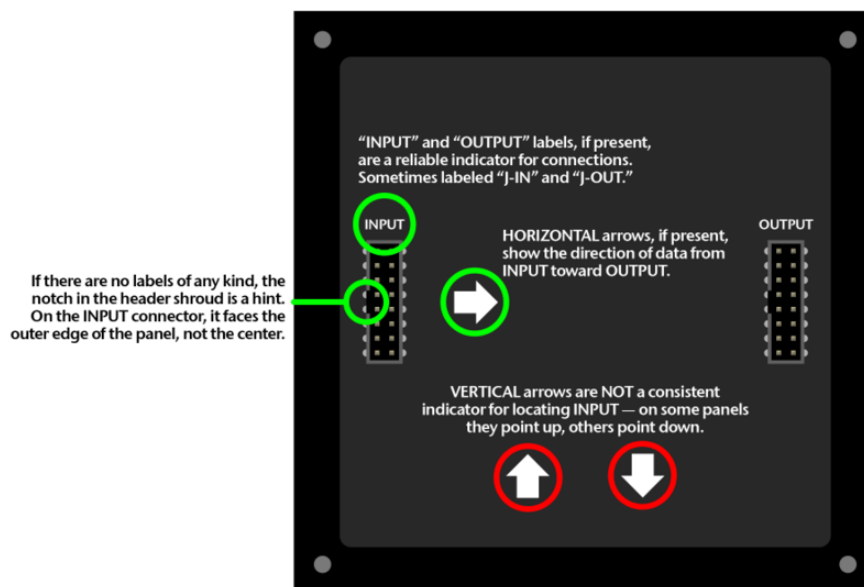 “INPUT” and “OUTPUT” labels, if present,
are a reliable indicator for connections.
Sometimes labeled “J-IN” and “J-OUT.”
INPUT
OUTPUT
HORIZONTAL arrows, if present,
show the direction of data from
INPUT toward OUTPUT.
If there are no labels of any kind, the
notch in the header shroud is a hint.
On the INPUT connector, it faces the
outer edge of the panel, not the center.
VERTICAL arrows are NOT a consistent
indicator for locating INPUT — on some panels
they point up, others point down.